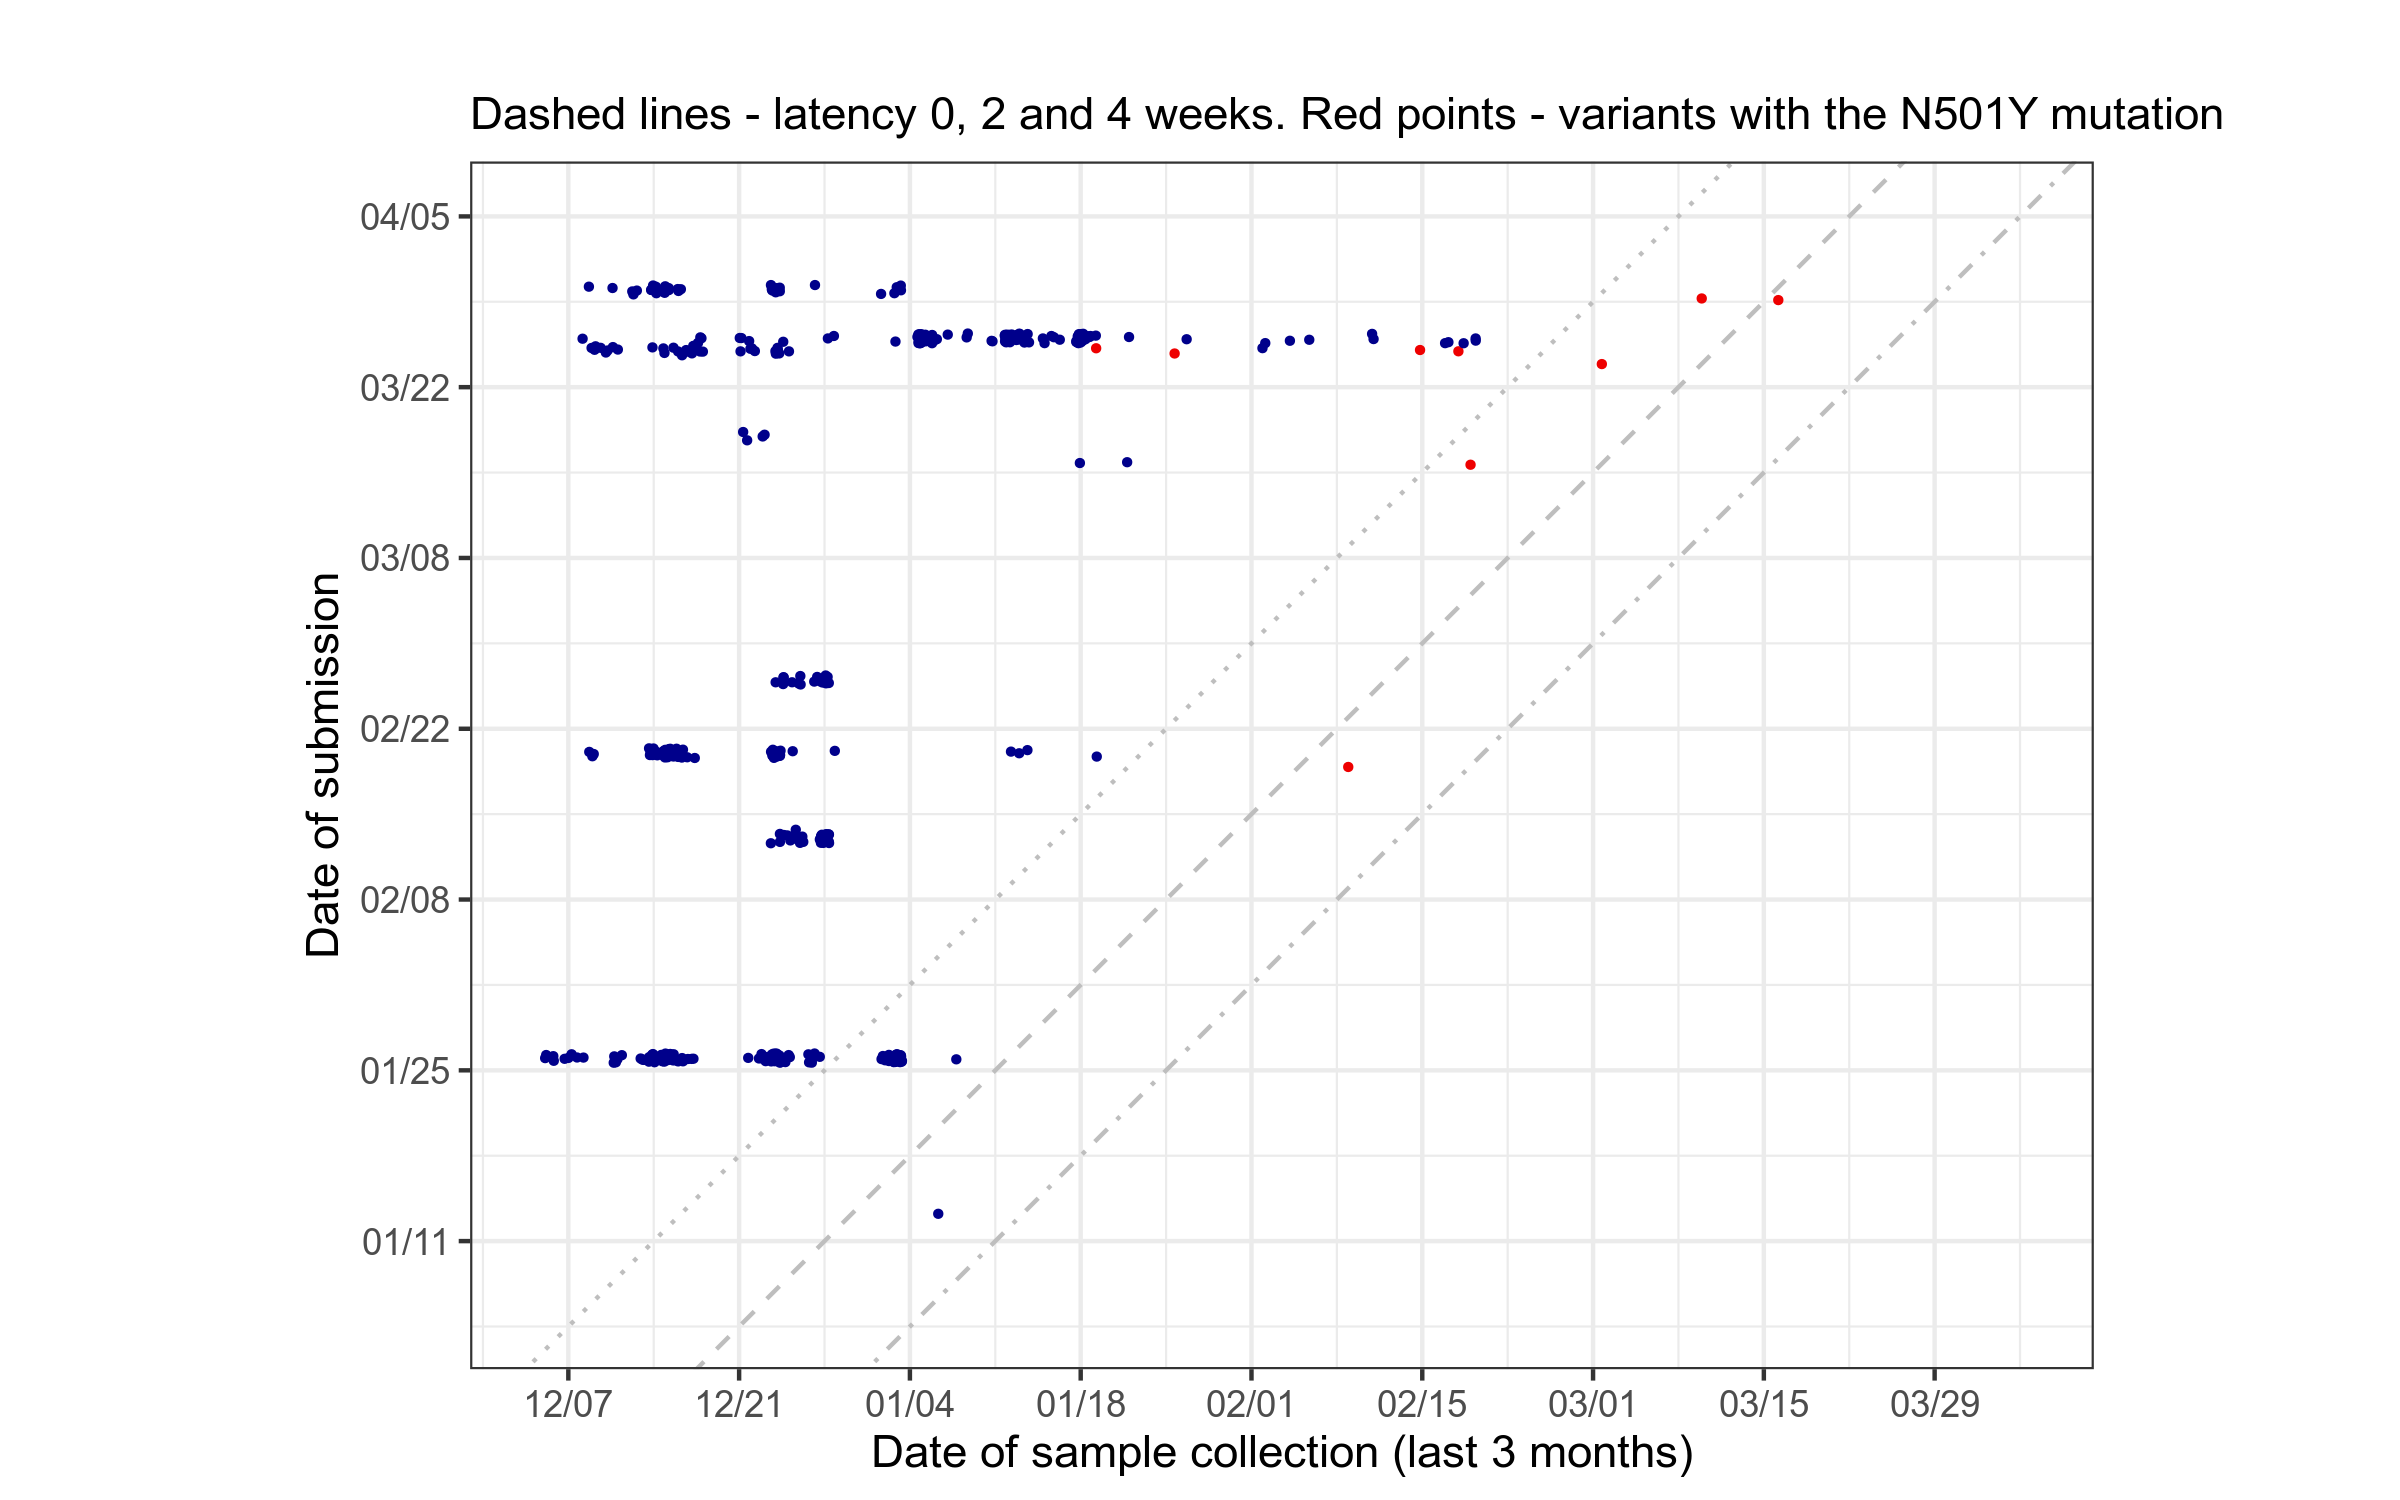 Dashed lines - latency 0, 2 and 4 weeks. Red points - variants with the N501Y mutation
Date of submission
04/05
03/22
03/08
02/22
02/08
01/25
01/11
12/07 12/21 01/04 01/18 02/01 02/15 03/01 03/15 03/29
Date of sample collection (last 3 months)